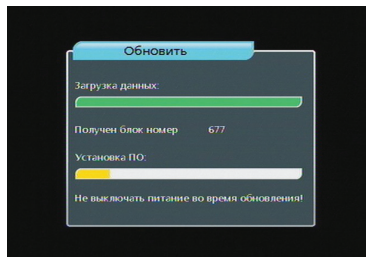 Обновить
Загрузка данных:
Получен блок номер 677
Установка ПО:
Не выключать питание во время обновления!